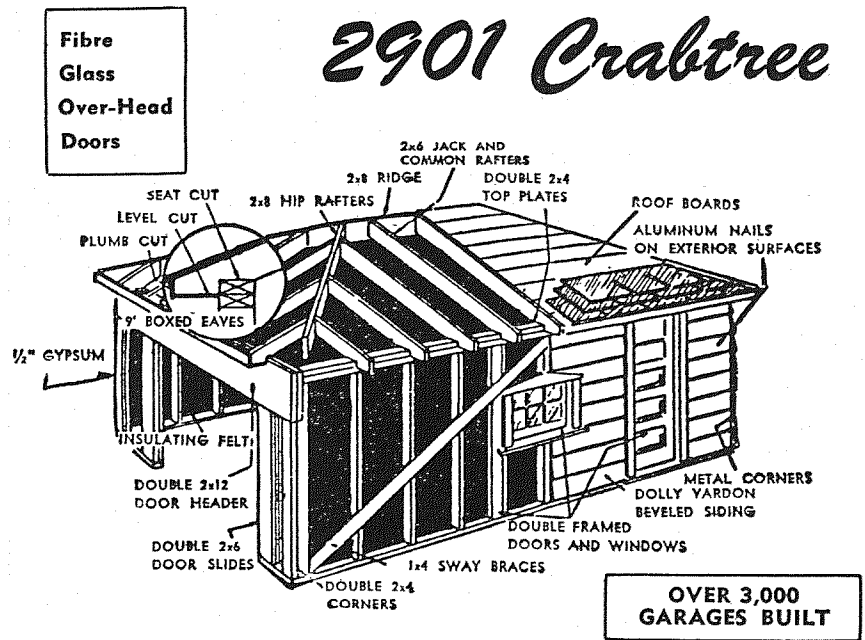 Fibre
Glass
Over-Head
Doors
2901 Crabtree
2x6 JACK AND
COMMON RAFTERS
2x8 RIDGE
DOUBLE 2x4
TOP PLATES
SEAT CUT
2x8 HIP RAFTERS
LEVEL CUT
PLUMB CUT
ROOF BOARDS
ALUMINUM NAILS
ON EXTERIOR SURFACES
9' BOXED EAVES
1/2" GYPSUM
INSULATING FELT
DOUBLE 2x12
DOOR HEADER
METAL CORNERS
DOLLY VARDON
BEVELED SIDING
DOUBLE FRAMED
DOORS AND WINDOWS
DOUBLE 2x6
DOOR SLIDES
1x4 SWAY BRACES
DOUBLE 2x4
CORNERS
OVER 3,000
GARAGES BUILT